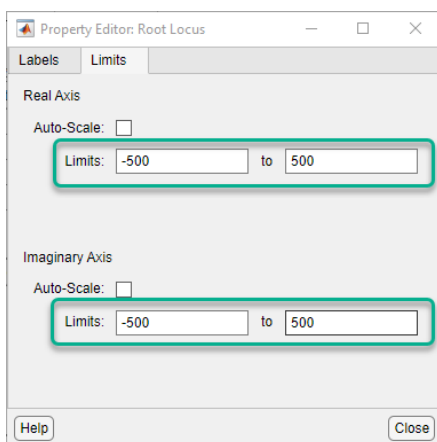 Property Editor: Root Locus
Labels Limits
Real Axis
Auto-Scale:
Limits: -500 to 500
Imaginary Axis
Auto-Scale:
Limits: -500 to 500
Help Close